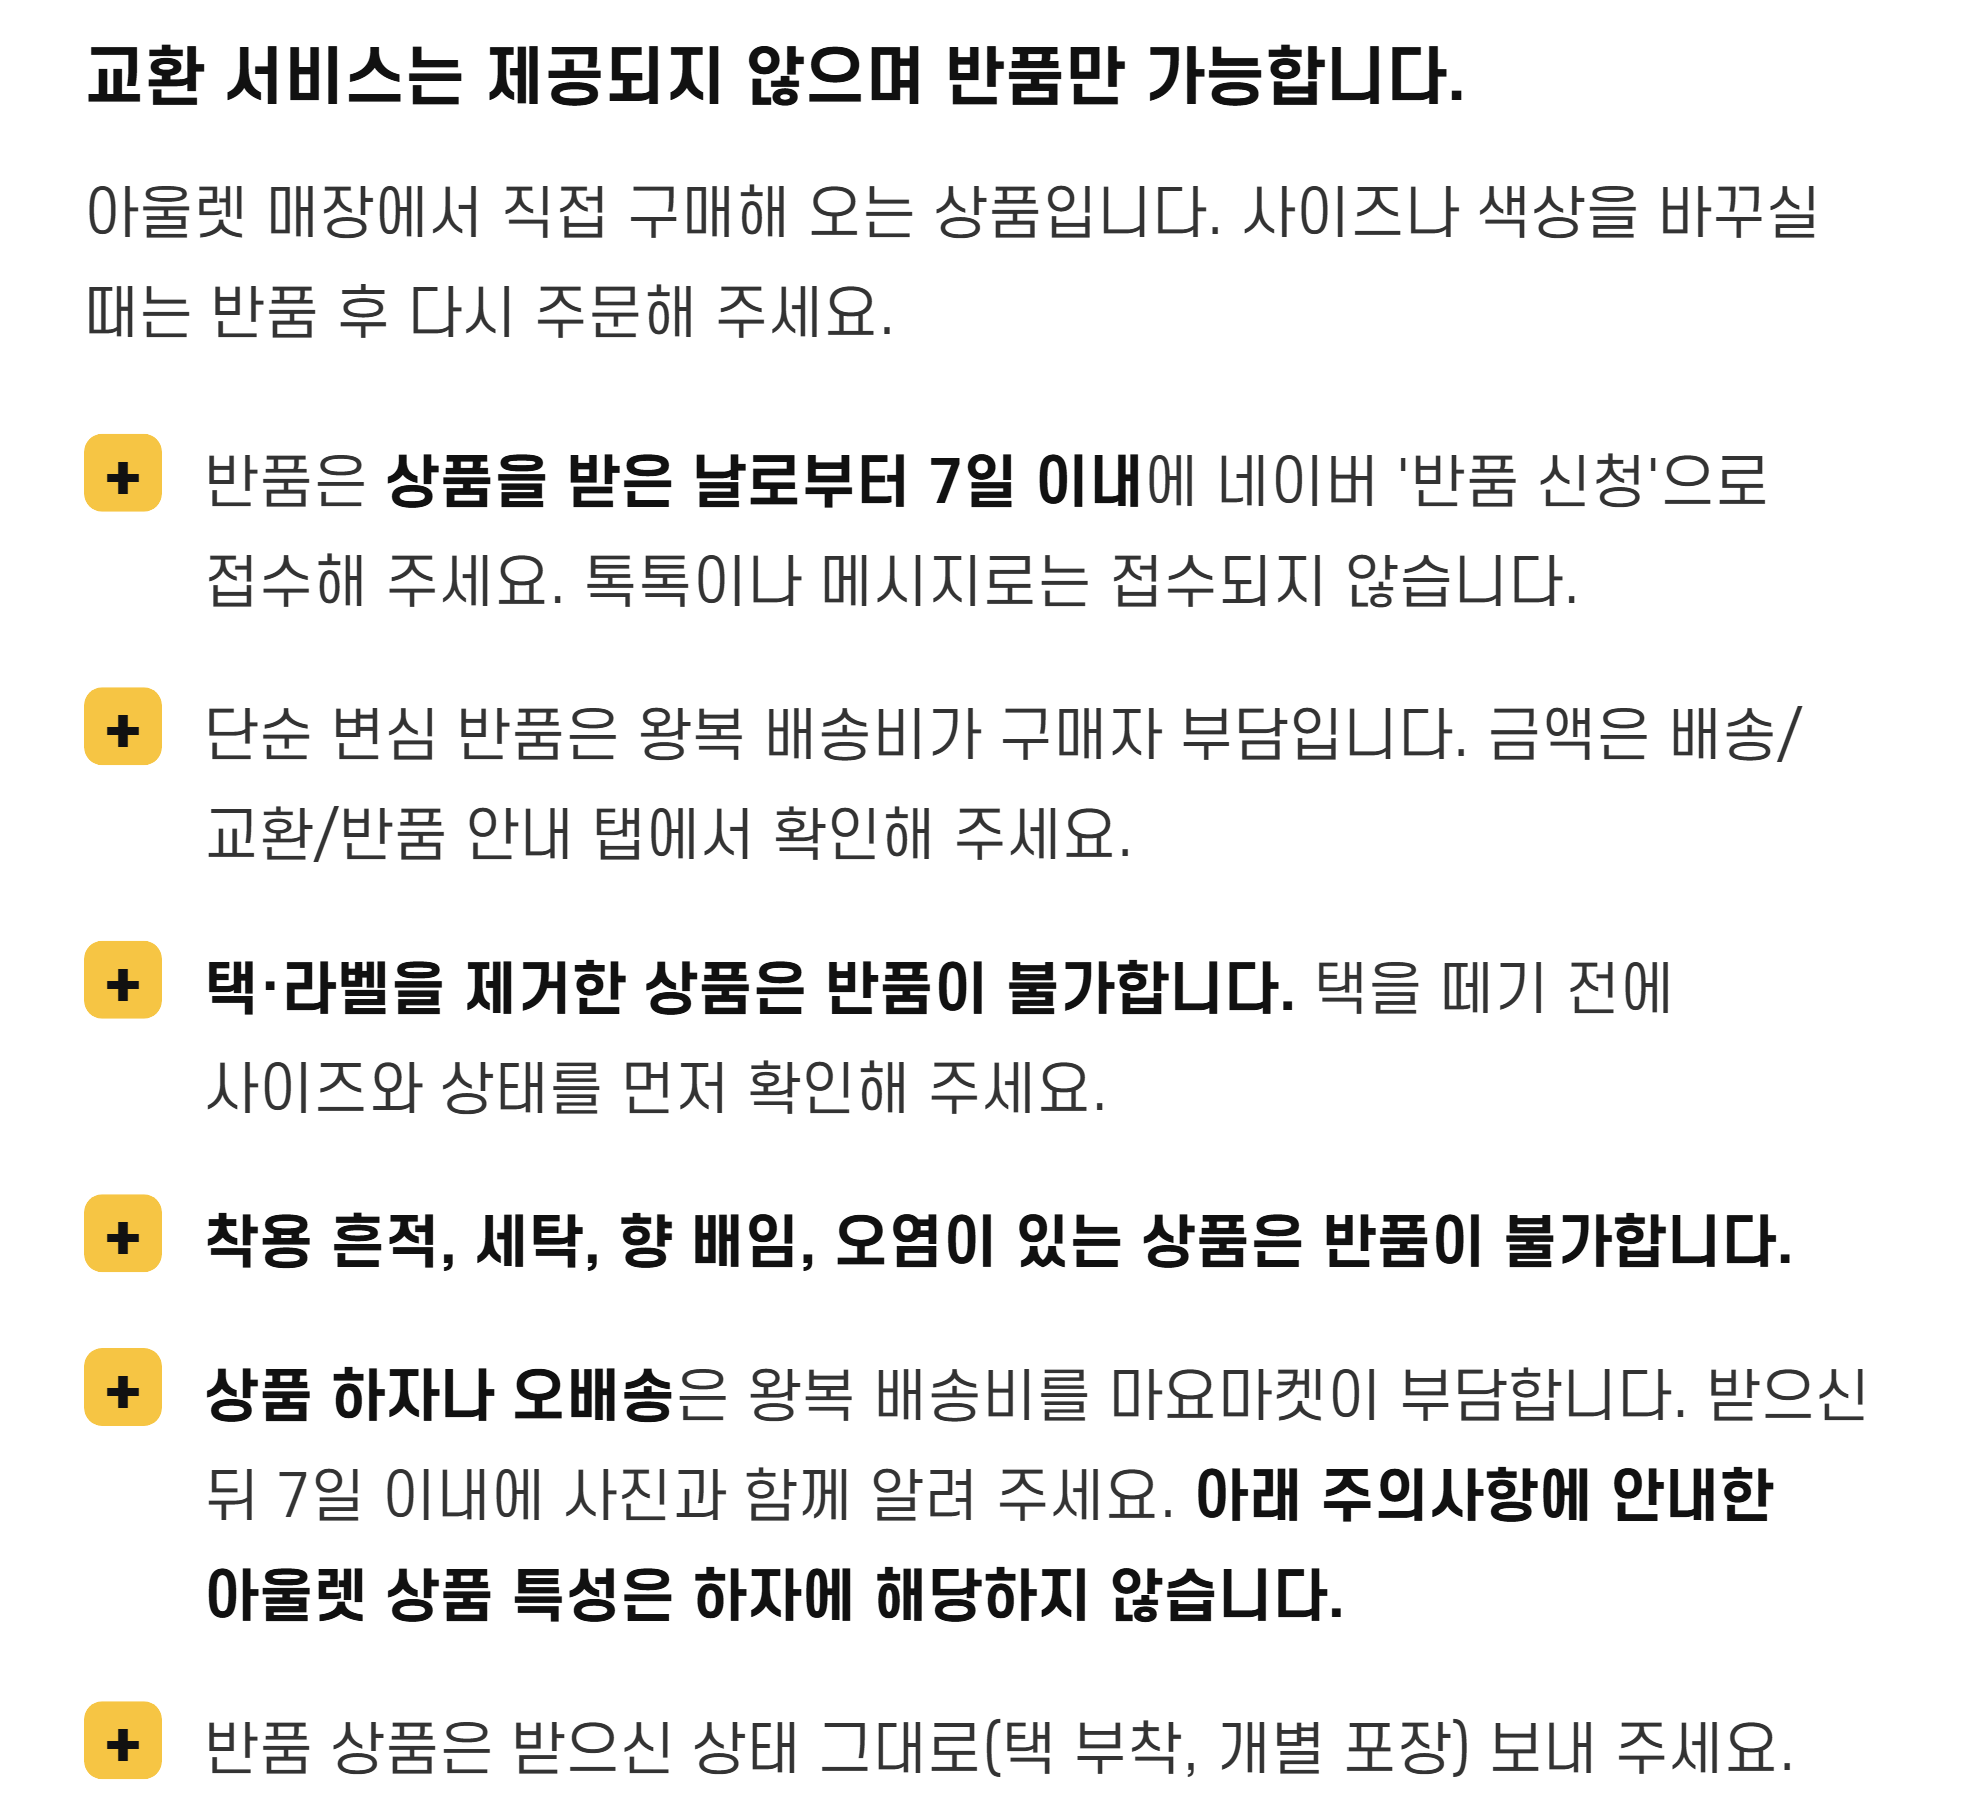 교환 서비스는 제공되지 않으며 반품만 가능합니다.
아울렛 매장에서 직접 구매해 오는 상품입니다. 사이즈나 색상을 바꾸실
때는 반품 후 다시 주문해 주세요.
+ 반품은 상품을 받은 날로부터 7일 이내에 네이버 '반품 신청'으로
접수해 주세요. 톡톡이나 메시지로는 접수되지 않습니다.
+ 단순 변심 반품은 왕복 배송비가 구매자 부담입니다. 금액은 배송/
교환/반품 안내 탭에서 확인해 주세요.
+ 택·라벨을 제거한 상품은 반품이 불가합니다. 택을 떼기 전에
사이즈와 상태를 먼저 확인해 주세요.
+ 착용 흔적, 세탁, 향 배임, 오염이 있는 상품은 반품이 불가합니다.
+ 상품 하자나 오배송은 왕복 배송비를 마요마켓이 부담합니다. 받으신
뒤 7일 이내에 사진과 함께 알려 주세요. 아래 주의사항에 안내한
아울렛 상품 특성은 하자에 해당하지 않습니다.
+ 반품 상품은 받으신 상태 그대로(택 부착, 개별 포장) 보내 주세요.